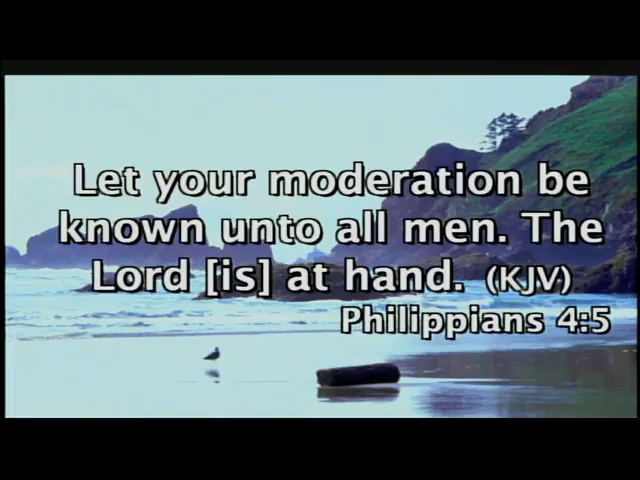 Let your moderation be
known unto all men. The
Lord [is] at hand. (KJV)
Philippians 4:5